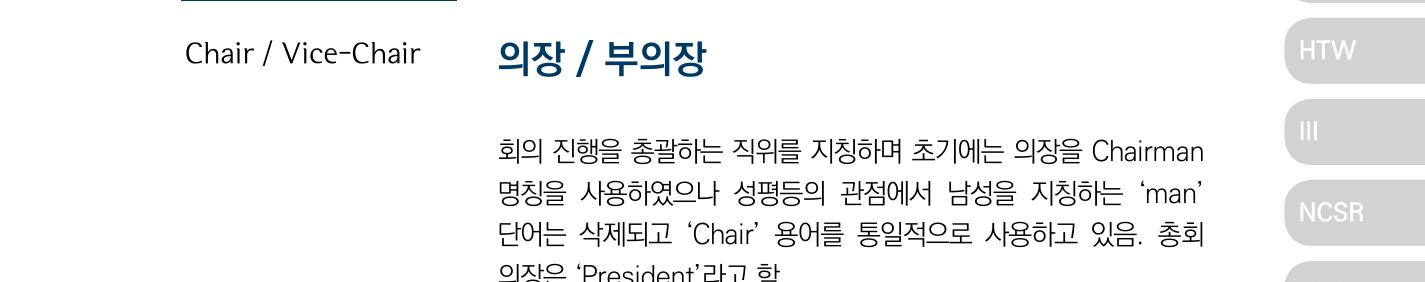 Chair / Vice-Chair
의장 / 부의장
회의 진행을 총괄하는 직위를 지칭하며 초기에는 의장을 Chairman
명칭을 사용하였으나 성평등의 관점에서 남성을 지칭하는 ‘man’
단어는 삭제되고 ‘Chair’ 용어를 통일적으로 사용하고 있음. 총회
의장은 ‘President’라고 함
HTW
III
NCSR